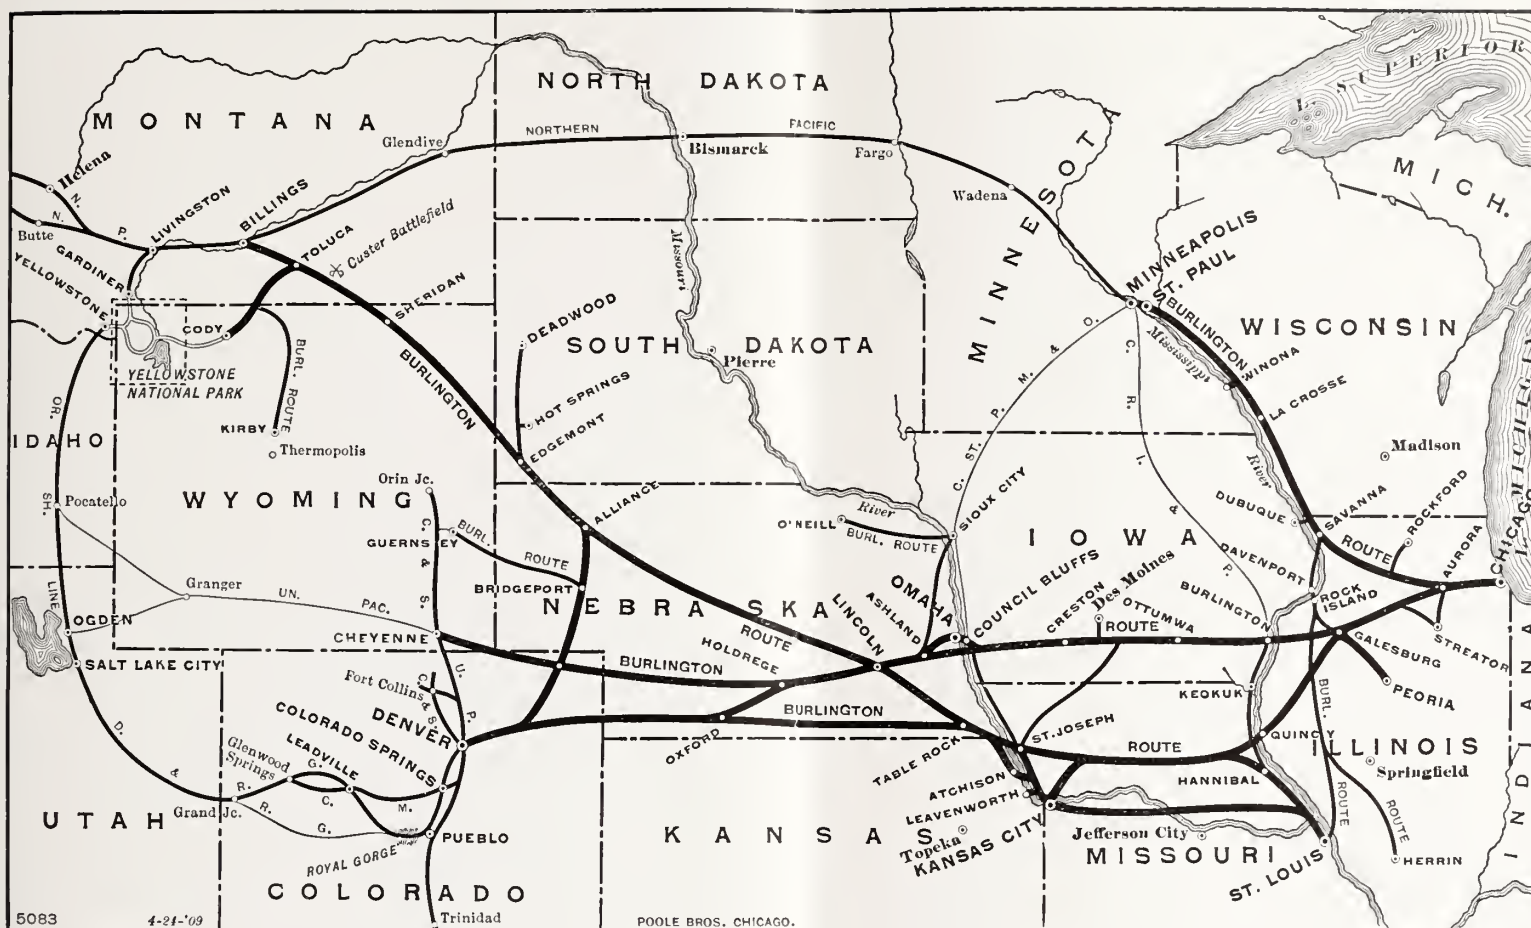 L. SUPERIOR
NORTH DAKOTA
MONTANA
NORTHERN
PACIFIC
Glendive
Bismarck
Fargo
Helena
N.
N.
P.
Butte
LIVINGSTON
BILLINGS
GARDINER
YELLOWSTONE
TOLUCA
Custer Battlefield
SHERIDAN
CODY
YELLOWSTONE
NATIONAL PARK
BURL. ROUTE
BURLINGTON
KIRBY
Thermopolis
DEADWOOD
SOUTH DAKOTA
Missouri
Pierre
HOT SPRINGS
EDGEMONT
Wadena
MINNESOTA
MICH.
MINNEAPOLIS
ST. PAUL
BURLINGTON
WISCONSIN
Mississippi
WINONA
LA CROSSE
Madison
River
C. ST. P. M. & O.
C. R. I. & P.
OR. SH. LINE
IDAHO
Pocatello
WYOMING
Orin Jc.
C. & S.
GUERNSEY
BURL. ROUTE
ALLIANCE
BRIDGEPORT
Granger
UN. PAC.
OGDEN
SALT LAKE CITY
CHEYENNE
NEBRASKA
O'NEILL
River
BURL. ROUTE
SIOUX CITY
IOWA
DUBUQUE
SAVANNA
ROCKFORD
AURORA
CHICAGO
L. MICHIGAN
ROUTE
DAVENPORT
ROCK
ISLAND
OMAHA
COUNCIL BLUFFS
ASHLAND
LINCOLN
CRESTON
Des Moines
OTTUMWA
BURLINGTON
ROUTE
ROUTE
HOLDREGE
BURLINGTON
GALESBURG
STREATOR
PEORIA
KEOKUK
BURL. ROUTE
U. P.
Fort Collins
C. & S.
DENVER
COLORADO SPRINGS
LEADVILLE
Glenwood
Springs
C. M.
D. & R. G.
R. G.
Grand Jc.
ROYAL GORGE
PUEBLO
UTAH
COLORADO
Trinidad
BURLINGTON
OXFORD
TABLE ROCK
ST. JOSEPH
ROUTE
QUINCY
HANNIBAL
ILLINOIS
Springfield
INDIANA
ATCHISON
LEAVENWORTH
Topeka
KANSAS CITY
KANSAS
Jefferson City
MISSOURI
ST. LOUIS
ROUTE
HERRIN
5083
4-24-'09
POOLE BROS. CHICAGO.